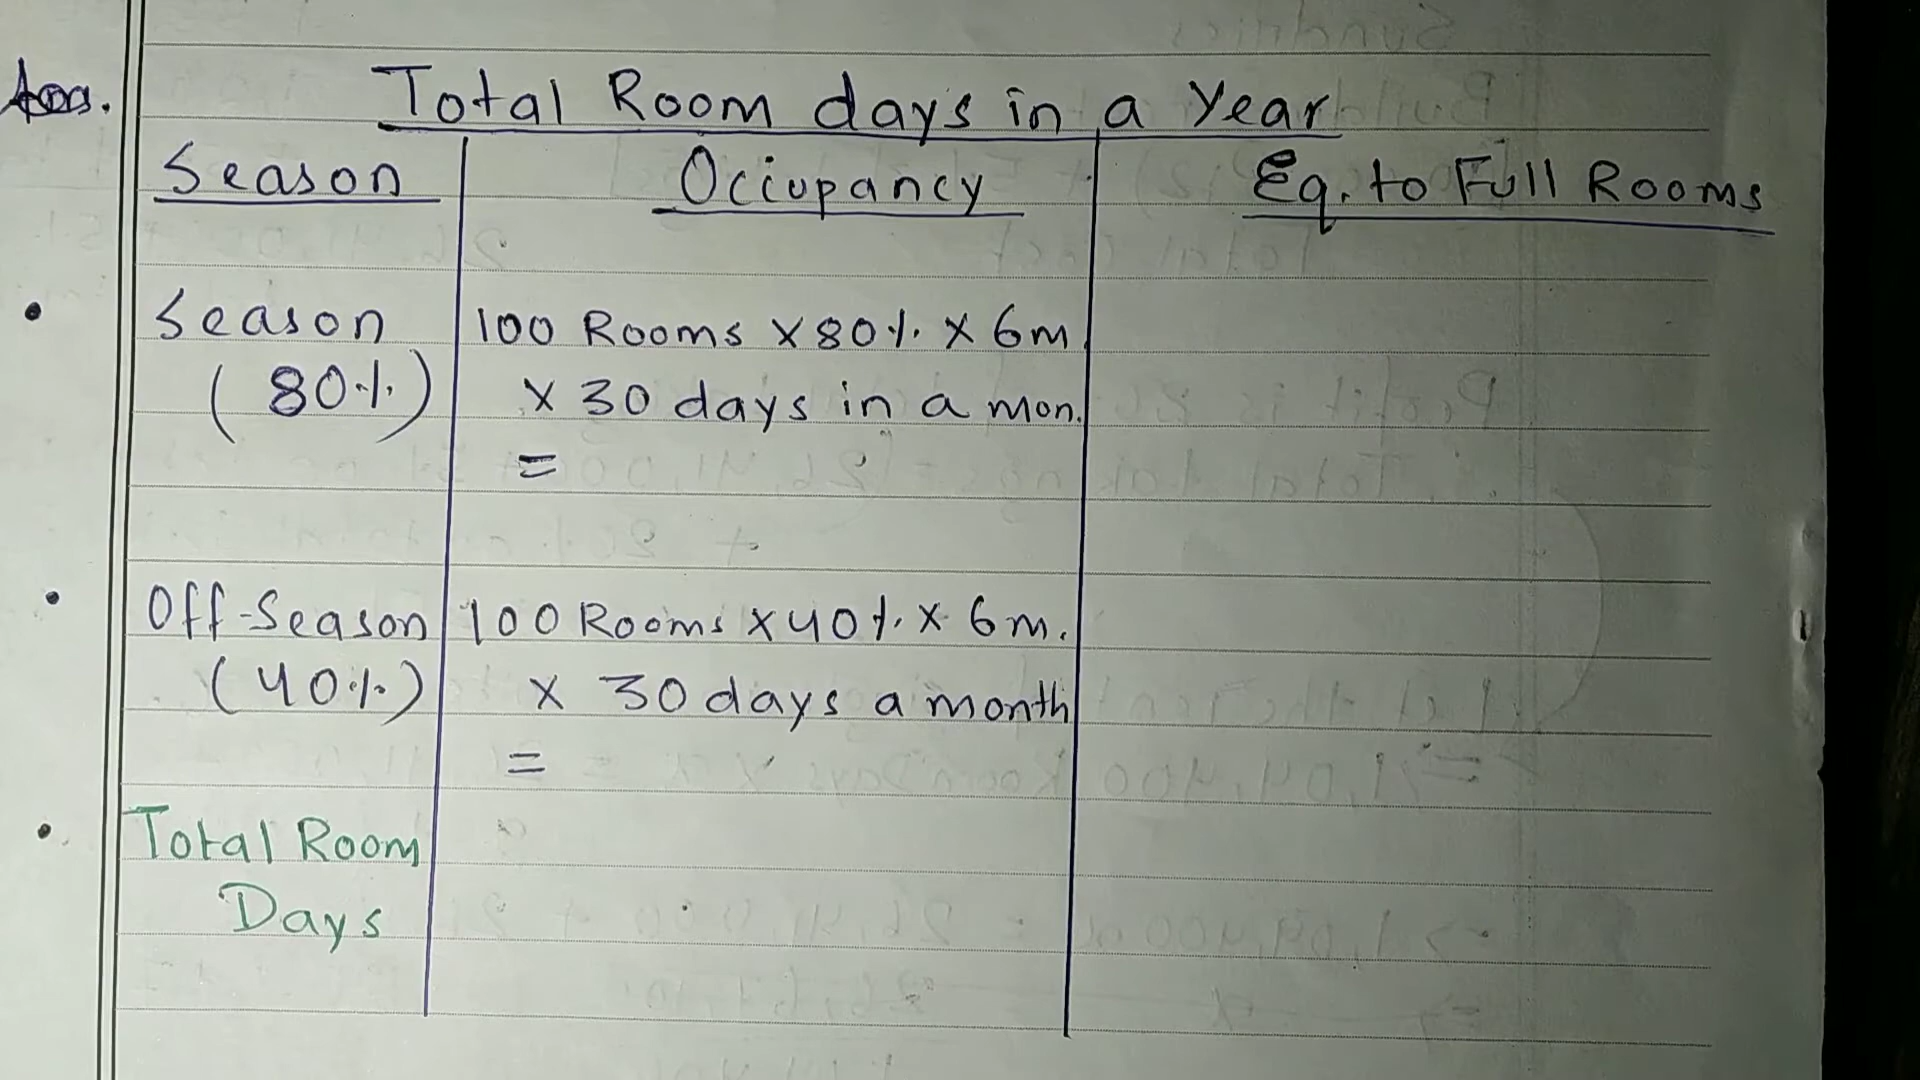 Ans.
Total Room days in a Year
Season Occupancy Eq. to Full Rooms
Season 100 Rooms x 80% x 6m
(80%) x 30 days in a mon.
=
Off-Season 100 Rooms x 40% x 6m.
(40%) x 30 days a month
=
Total Room
Days